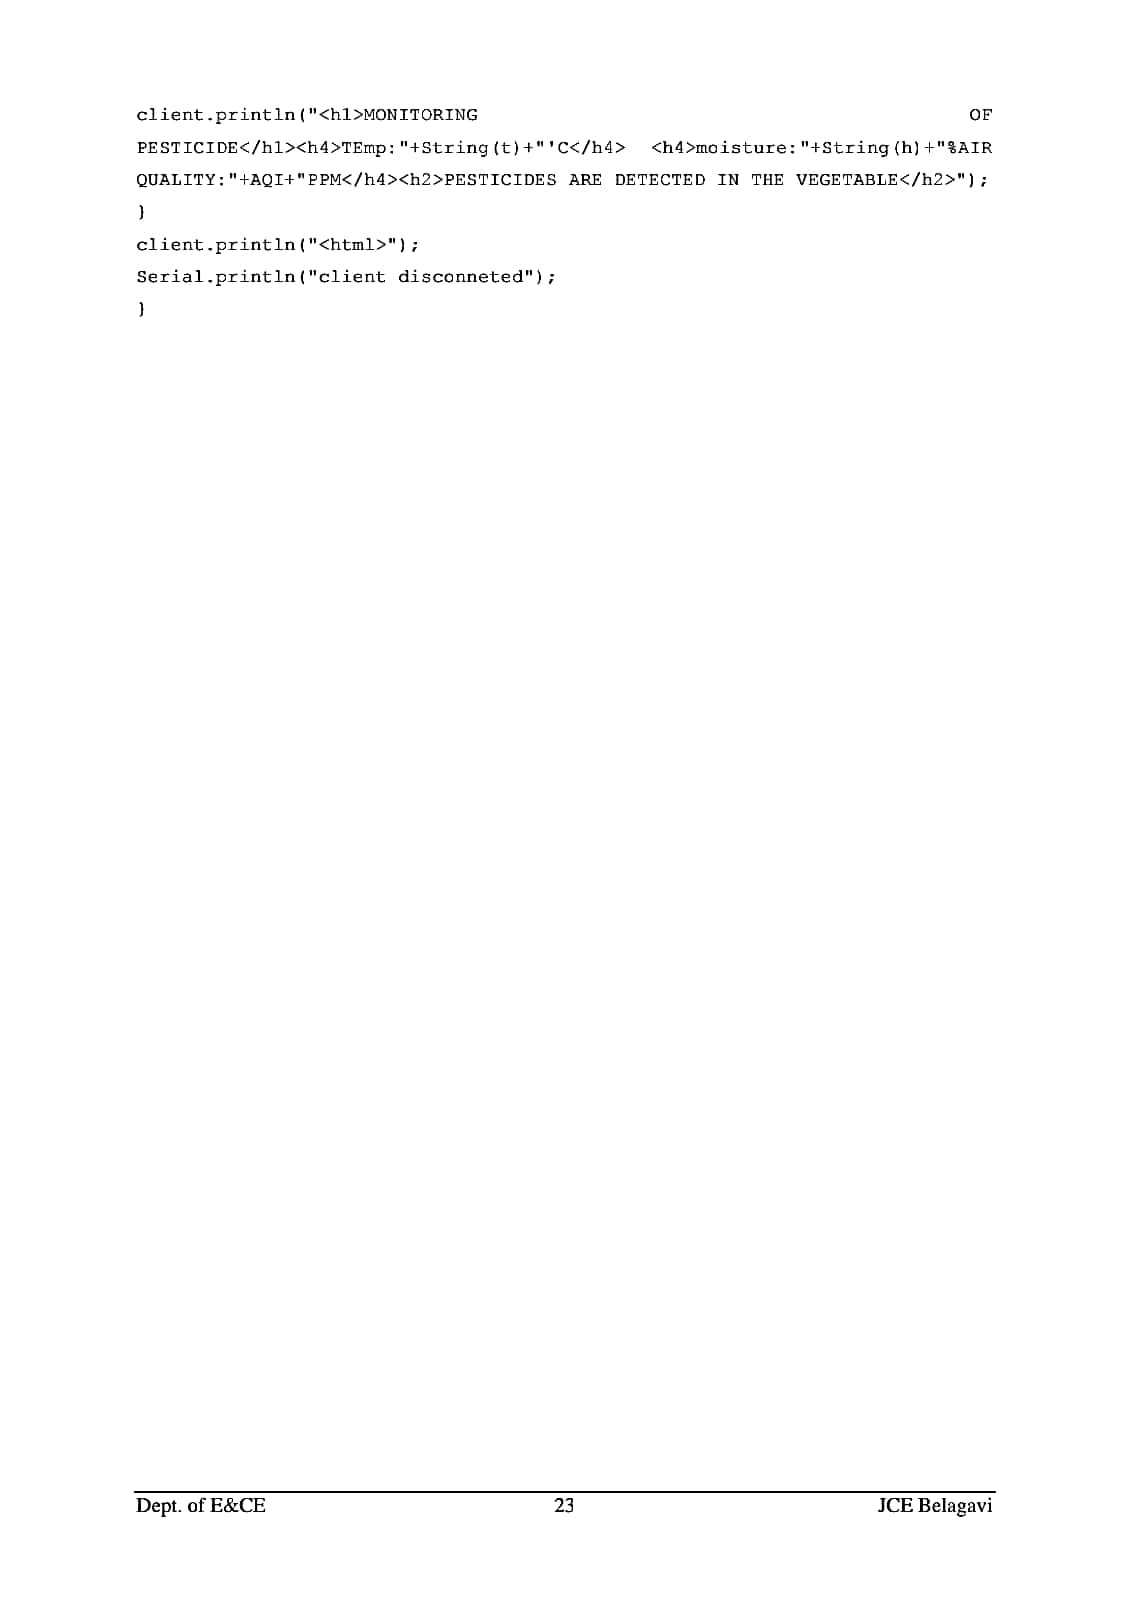 client.println("<h1>MONITORING OF
PESTICIDE</h1><h4>TEmp:"+String(t)+"'C</h4> <h4>moisture:"+String(h)+"%AIR
QUALITY:"+AQI+"PPM</h4><h2>PESTICIDES ARE DETECTED IN THE VEGETABLE</h2>");
}
client.println("<html>");
Serial.println("client disconneted");
}
Dept. of E&CE 23 JCE Belagavi